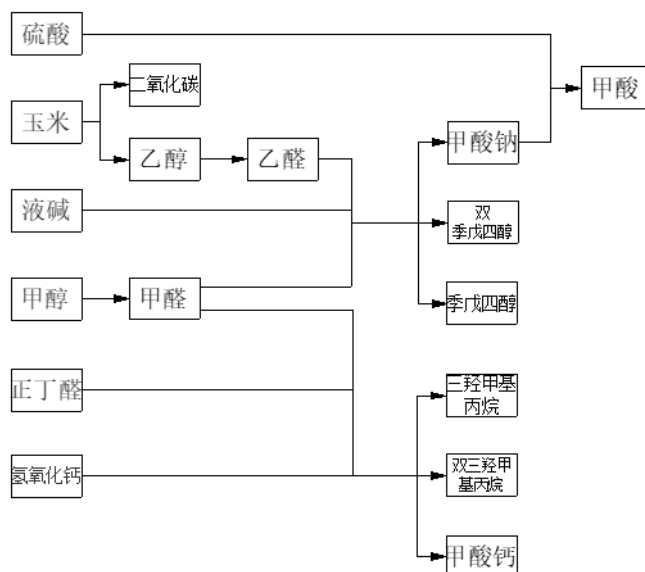 硫酸
二氧化碳
甲酸
玉米
乙醇
乙醛
甲酸钠
液碱
双
季戊四醇
甲醇
甲醛
季戊四醇
正丁醛
三羟甲基
丙烷
氢氧化钙
双三羟甲
基丙烷
甲酸钙